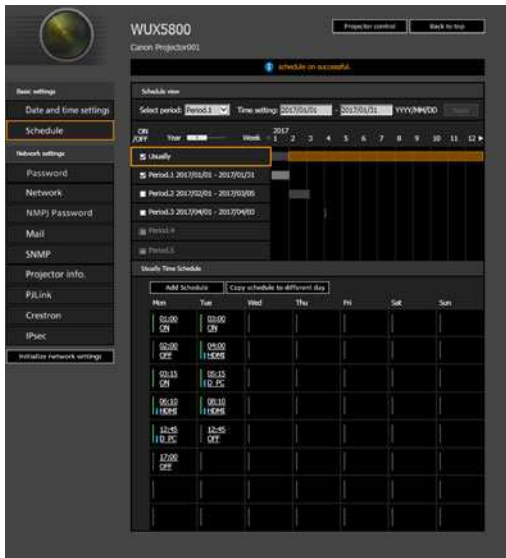 WUX5800
Canon Projector001
Projector control
Back to top
schedule on successful.
Basic settings
Date and time settings
Schedule
Network settings
Password
Network
NMPJ Password
Mail
SNMP
Projector info.
PJLink
Crestron
IPsec
Initialize network settings
Schedule view
Select period: Period.1 Time setting: 2017/01/01 - 2017/01/31 YYYY/MM/DD
ON /OFF Year Week 2017 1 2 3 4 5 6 7 8 9 10 11 12
Usually
Period.1 2017/01/01 - 2017/01/31
Period.2 2017/02/01 - 2017/03/05
Period.3 2017/04/01 - 2017/04/03
Period.4
Period.5
Usually Time Schedule
Add Schedule Copy schedule to different day
Mon Tue Wed Thu Fri Sat Sun
01:00 03:00
ON ON
02:00 04:00
OFF HDMI
03:15 05:15
ON D_PC
06:10 08:10
HDMI HDMI
12:45 12:45
D_PC OFF
17:00
OFF